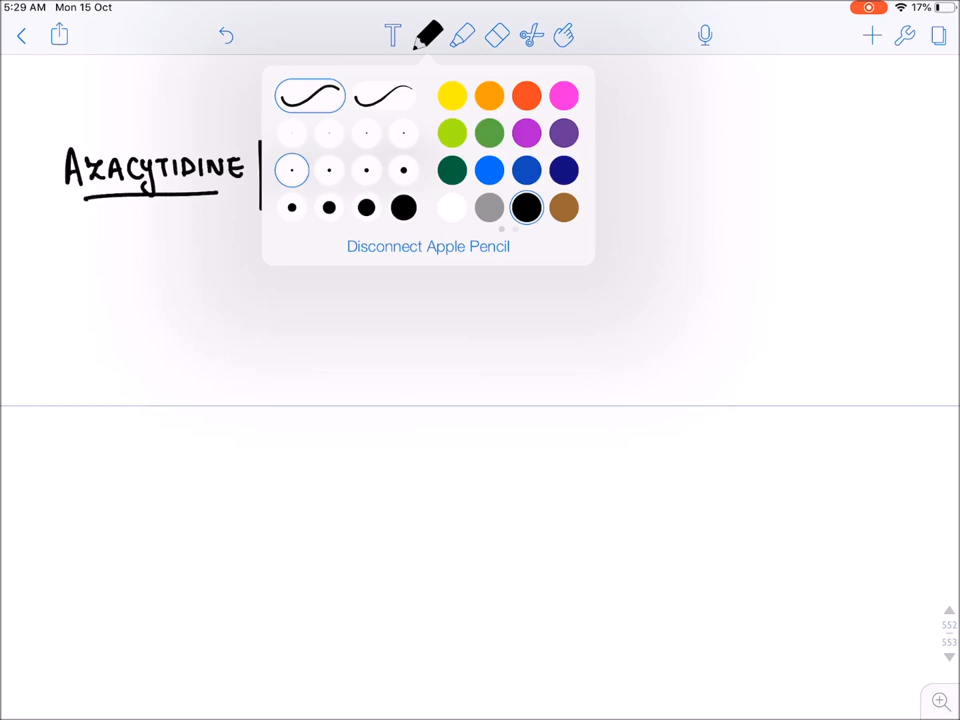 5:29 AM Mon 15 Oct 17%
T
AZACYTIDINE
Disconnect Apple Pencil
552
553